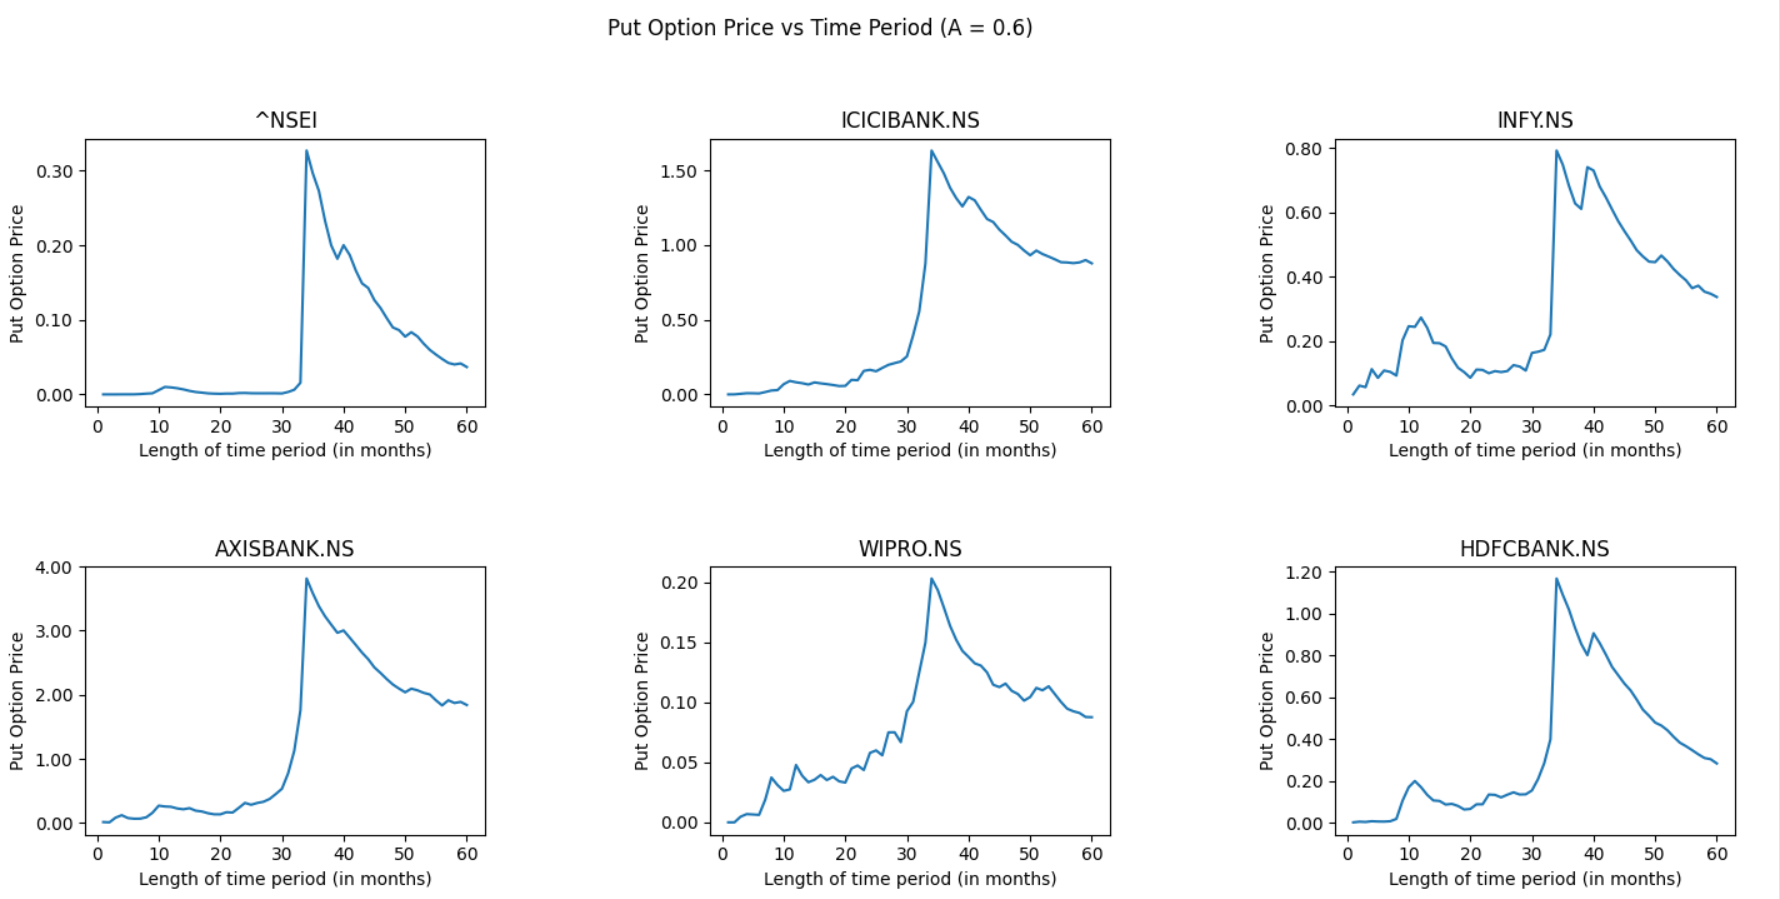 Put Option Price vs Time Period (A = 0.6)
^NSEI
Put Option Price
0.30
0.20
0.10
0.00
0 10 20 30 40 50 60
Length of time period (in months)
ICICIBANK.NS
Put Option Price
1.50
1.00
0.50
0.00
0 10 20 30 40 50 60
Length of time period (in months)
INFY.NS
Put Option Price
0.80
0.60
0.40
0.20
0.00
0 10 20 30 40 50 60
Length of time period (in months)
AXISBANK.NS
Put Option Price
4.00
3.00
2.00
1.00
0.00
0 10 20 30 40 50 60
Length of time period (in months)
WIPRO.NS
Put Option Price
0.20
0.15
0.10
0.05
0.00
0 10 20 30 40 50 60
Length of time period (in months)
HDFCBANK.NS
Put Option Price
1.20
1.00
0.80
0.60
0.40
0.20
0.00
0 10 20 30 40 50 60
Length of time period (in months)